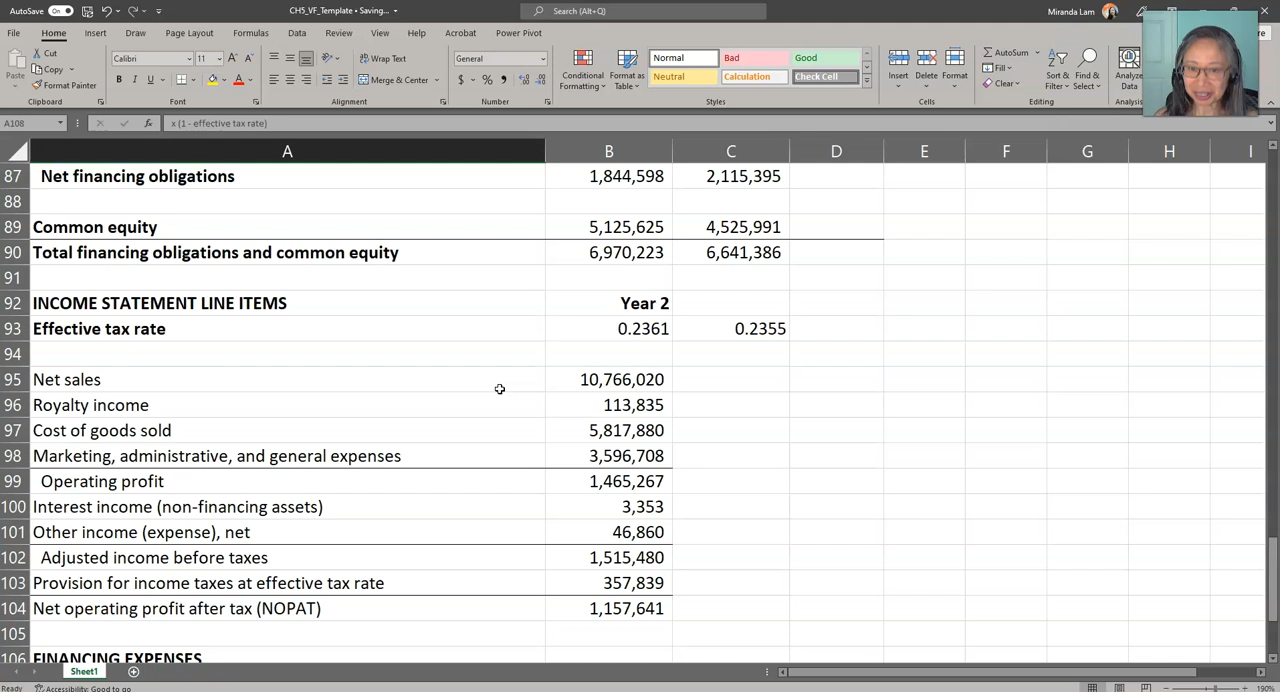 AutoSave On CH5_VF_Template • Saving... Search (Alt+Q) Miranda Lam
File Home Insert Draw Page Layout Formulas Data Review View Help Acrobat Power Pivot
Paste Cut Copy Format Painter Clipboard
Calibri 11 A A B I U A Font
Wrap Text Merge & Center Alignment
General $ % Number
Conditional Formatting Format as Table Normal Bad Good Neutral Calculation Check Cell Styles
Insert Delete Format Cells
AutoSum Fill Clear Sort & Filter Find & Select Editing
Analyze Data Analysis
A108 fx x (1 - effective tax rate)
A B C D E F G H I
87 Net financing obligations 1,844,598 2,115,395
88
89 Common equity 5,125,625 4,525,991
90 Total financing obligations and common equity 6,970,223 6,641,386
91
92 INCOME STATEMENT LINE ITEMS Year 2
93 Effective tax rate 0.2361 0.2355
94
95 Net sales 10,766,020
96 Royalty income 113,835
97 Cost of goods sold 5,817,880
98 Marketing, administrative, and general expenses 3,596,708
99 Operating profit 1,465,267
100 Interest income (non-financing assets) 3,353
101 Other income (expense), net 46,860
102 Adjusted income before taxes 1,515,480
103 Provision for income taxes at effective tax rate 357,839
104 Net operating profit after tax (NOPAT) 1,157,641
105
106 FINANCING EXPENSES
Sheet1
Ready Accessibility: Good to go 190%